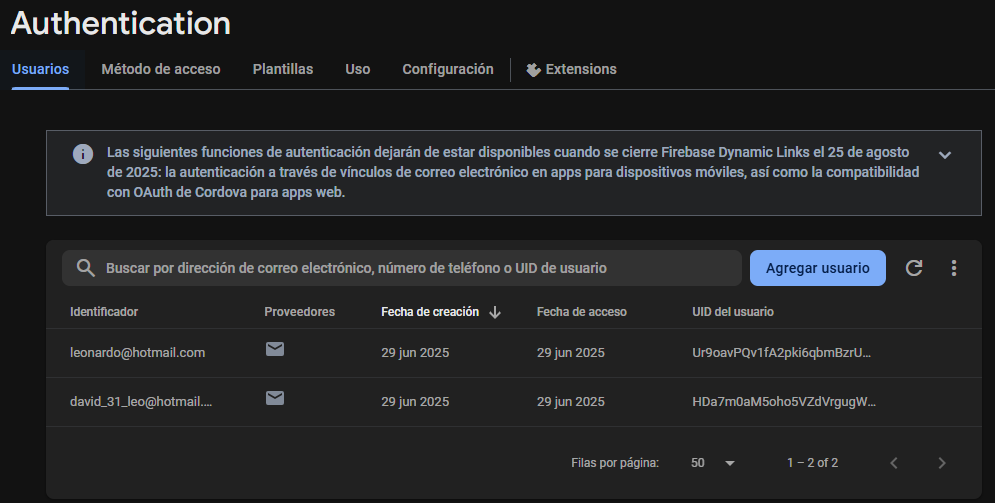 Authentication
Usuarios Método de acceso Plantillas Uso Configuración Extensions
Las siguientes funciones de autenticación dejarán de estar disponibles cuando se cierre Firebase Dynamic Links el 25 de agosto
de 2025: la autenticación a través de vínculos de correo electrónico en apps para dispositivos móviles, así como la compatibilidad
con OAuth de Cordova para apps web.
Buscar por dirección de correo electrónico, número de teléfono o UID de usuario Agregar usuario
Identificador Proveedores Fecha de creación Fecha de acceso UID del usuario
leonardo@hotmail.com 29 jun 2025 29 jun 2025 Ur9oavPQv1fA2pki6qbmBzrU...
david_31_leo@hotmail.... 29 jun 2025 29 jun 2025 HDa7m0aM5oho5VZdVrgugW...
Filas por página: 50 1 – 2 of 2